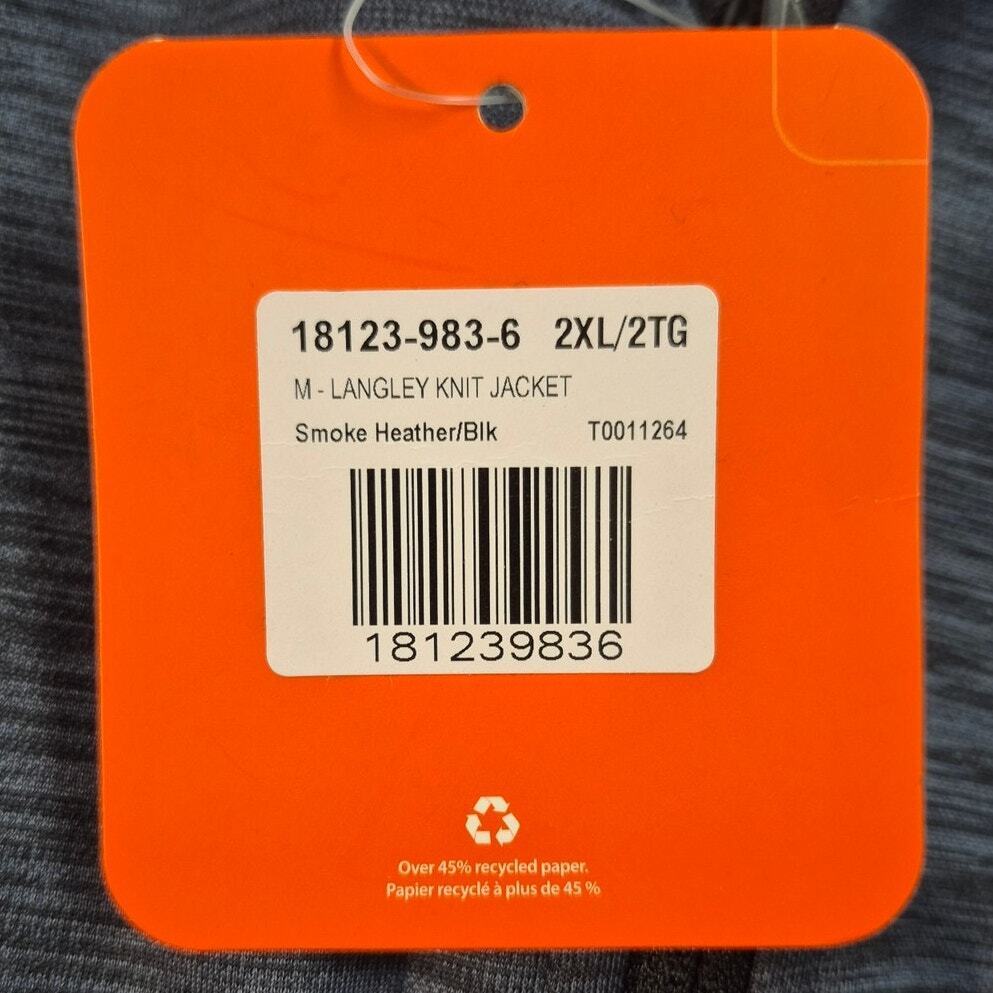 18123-983-6 2XL/2TG
M - LANGLEY KNIT JACKET
Smoke Heather/Blk T0011264
181239836
Over 45% recycled paper.
Papier recyclé à plus de 45 %